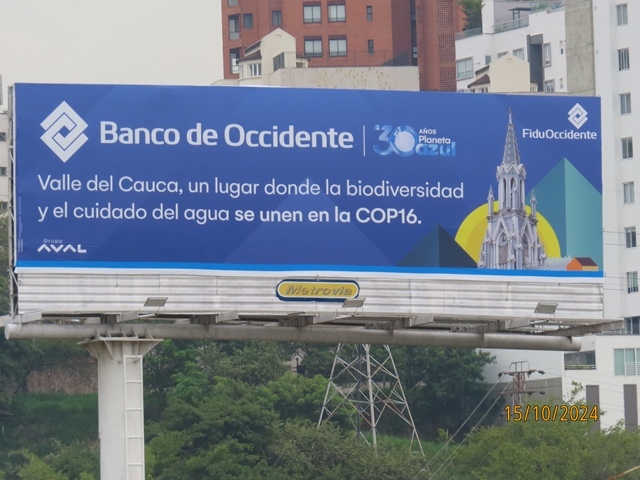 Banco de Occidente
30 AÑOS
Planeta
azul
FiduOccidente
Valle del Cauca, un lugar donde la biodiversidad
y el cuidado del agua se unen en la COP16.
Grupo
AVAL
Metrovia
15/10/2024